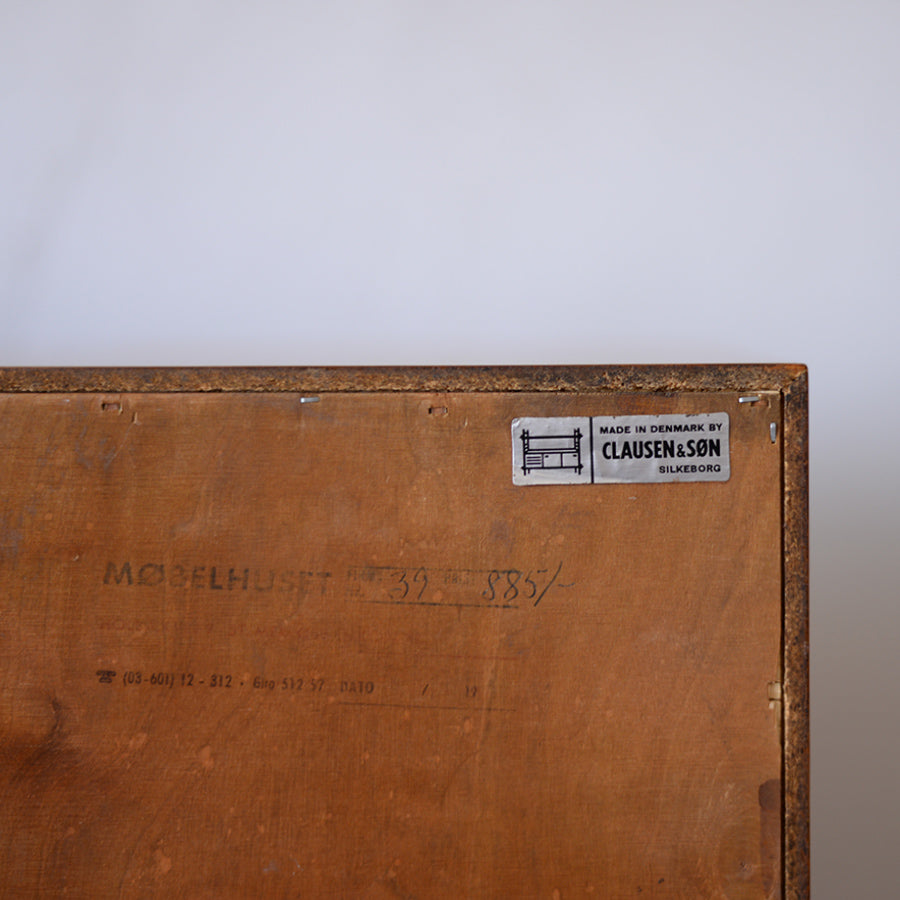 MADE IN DENMARK BY
CLAUSEN & SØN
SILKEBORG
MØBELHUSET 39 885/-
☎ (03-601) 12 - 312 · Giro 512 57 DATO / 19